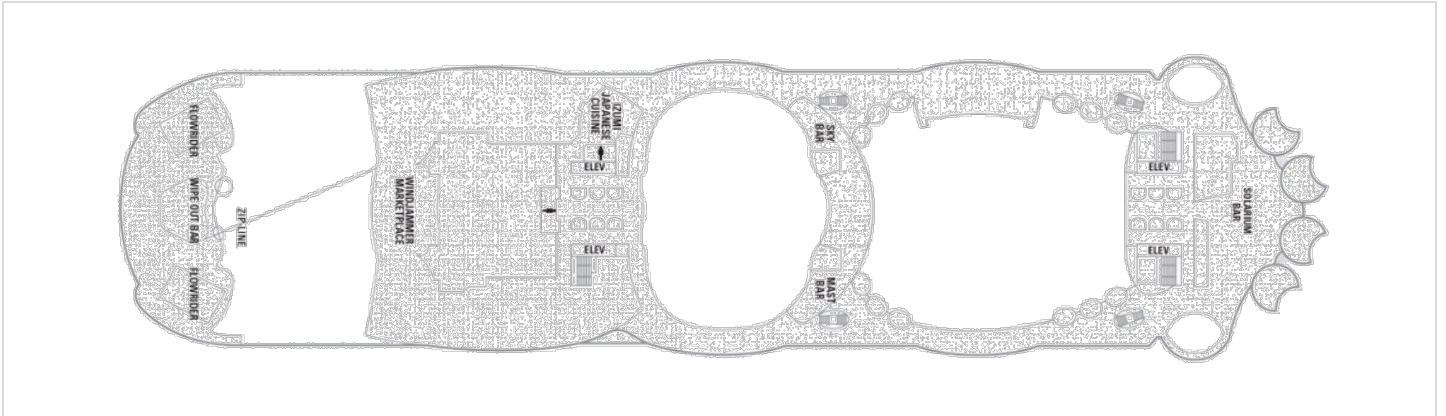 FLOWRIDER
WIPE OUT BAR
FLOWRIDER
ZIP LINE
WINDJAMMER
MARKETPLACE
IZUMI
JAPANESE
CUISINE
ELEV
ELEV
SKY
BAR
MAST
BAR
ELEV
ELEV
SOLARIUM
BAR